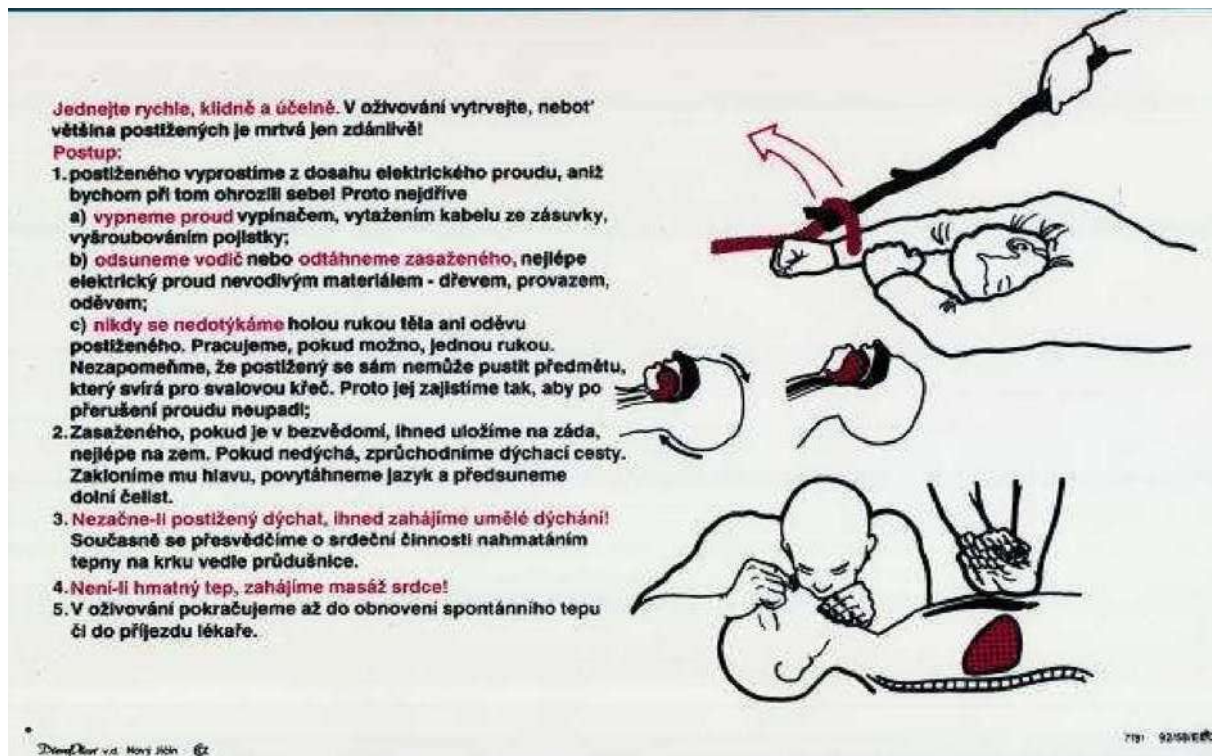 Jednejte rychle, klidně a účelně. V oživování vytrvejte, neboť
většina postižených je mrtvá jen zdánlivě!
Postup:
1. postiženého vyprostíme z dosahu elektrického proudu, aniž
bychom při tom ohrozili sebe! Proto nejdříve
a) vypneme proud vypínačem, vytažením kabelu ze zásuvky,
vyšroubováním pojistky;
b) odsuneme vodič nebo odtáhneme zasaženého, nejlépe
elektrický proud nevodivým materiálem - dřevem, provazem,
oděvem;
c) nikdy se nedotýkáme holou rukou těla ani oděvu
postiženého. Pracujeme, pokud možno, jednou rukou.
Nezapomeňme, že postižený se sám nemůže pustit předmětu,
který svírá pro svalovou křeč. Proto jej zajistíme tak, aby po
přerušení proudu neupadl;
2. Zasaženého, pokud je v bezvědomí, ihned uložíme na záda,
nejlépe na zem. Pokud nedýchá, zprůchodníme dýchací cesty.
Zakloníme mu hlavu, povytáhneme jazyk a předsuneme
dolní čelist.
3. Nezačne-li postižený dýchat, ihned zahájíme umělé dýchání!
Současně se přesvědčíme o srdeční činnosti nahmatáním
tepny na krku vedle průdušnice.
4. Není-li hmatný tep, zahájíme masáž srdce!
5. V oživování pokračujeme až do obnovení spontánního tepu
či do příjezdu lékaře.
v.d. Nový Jičín